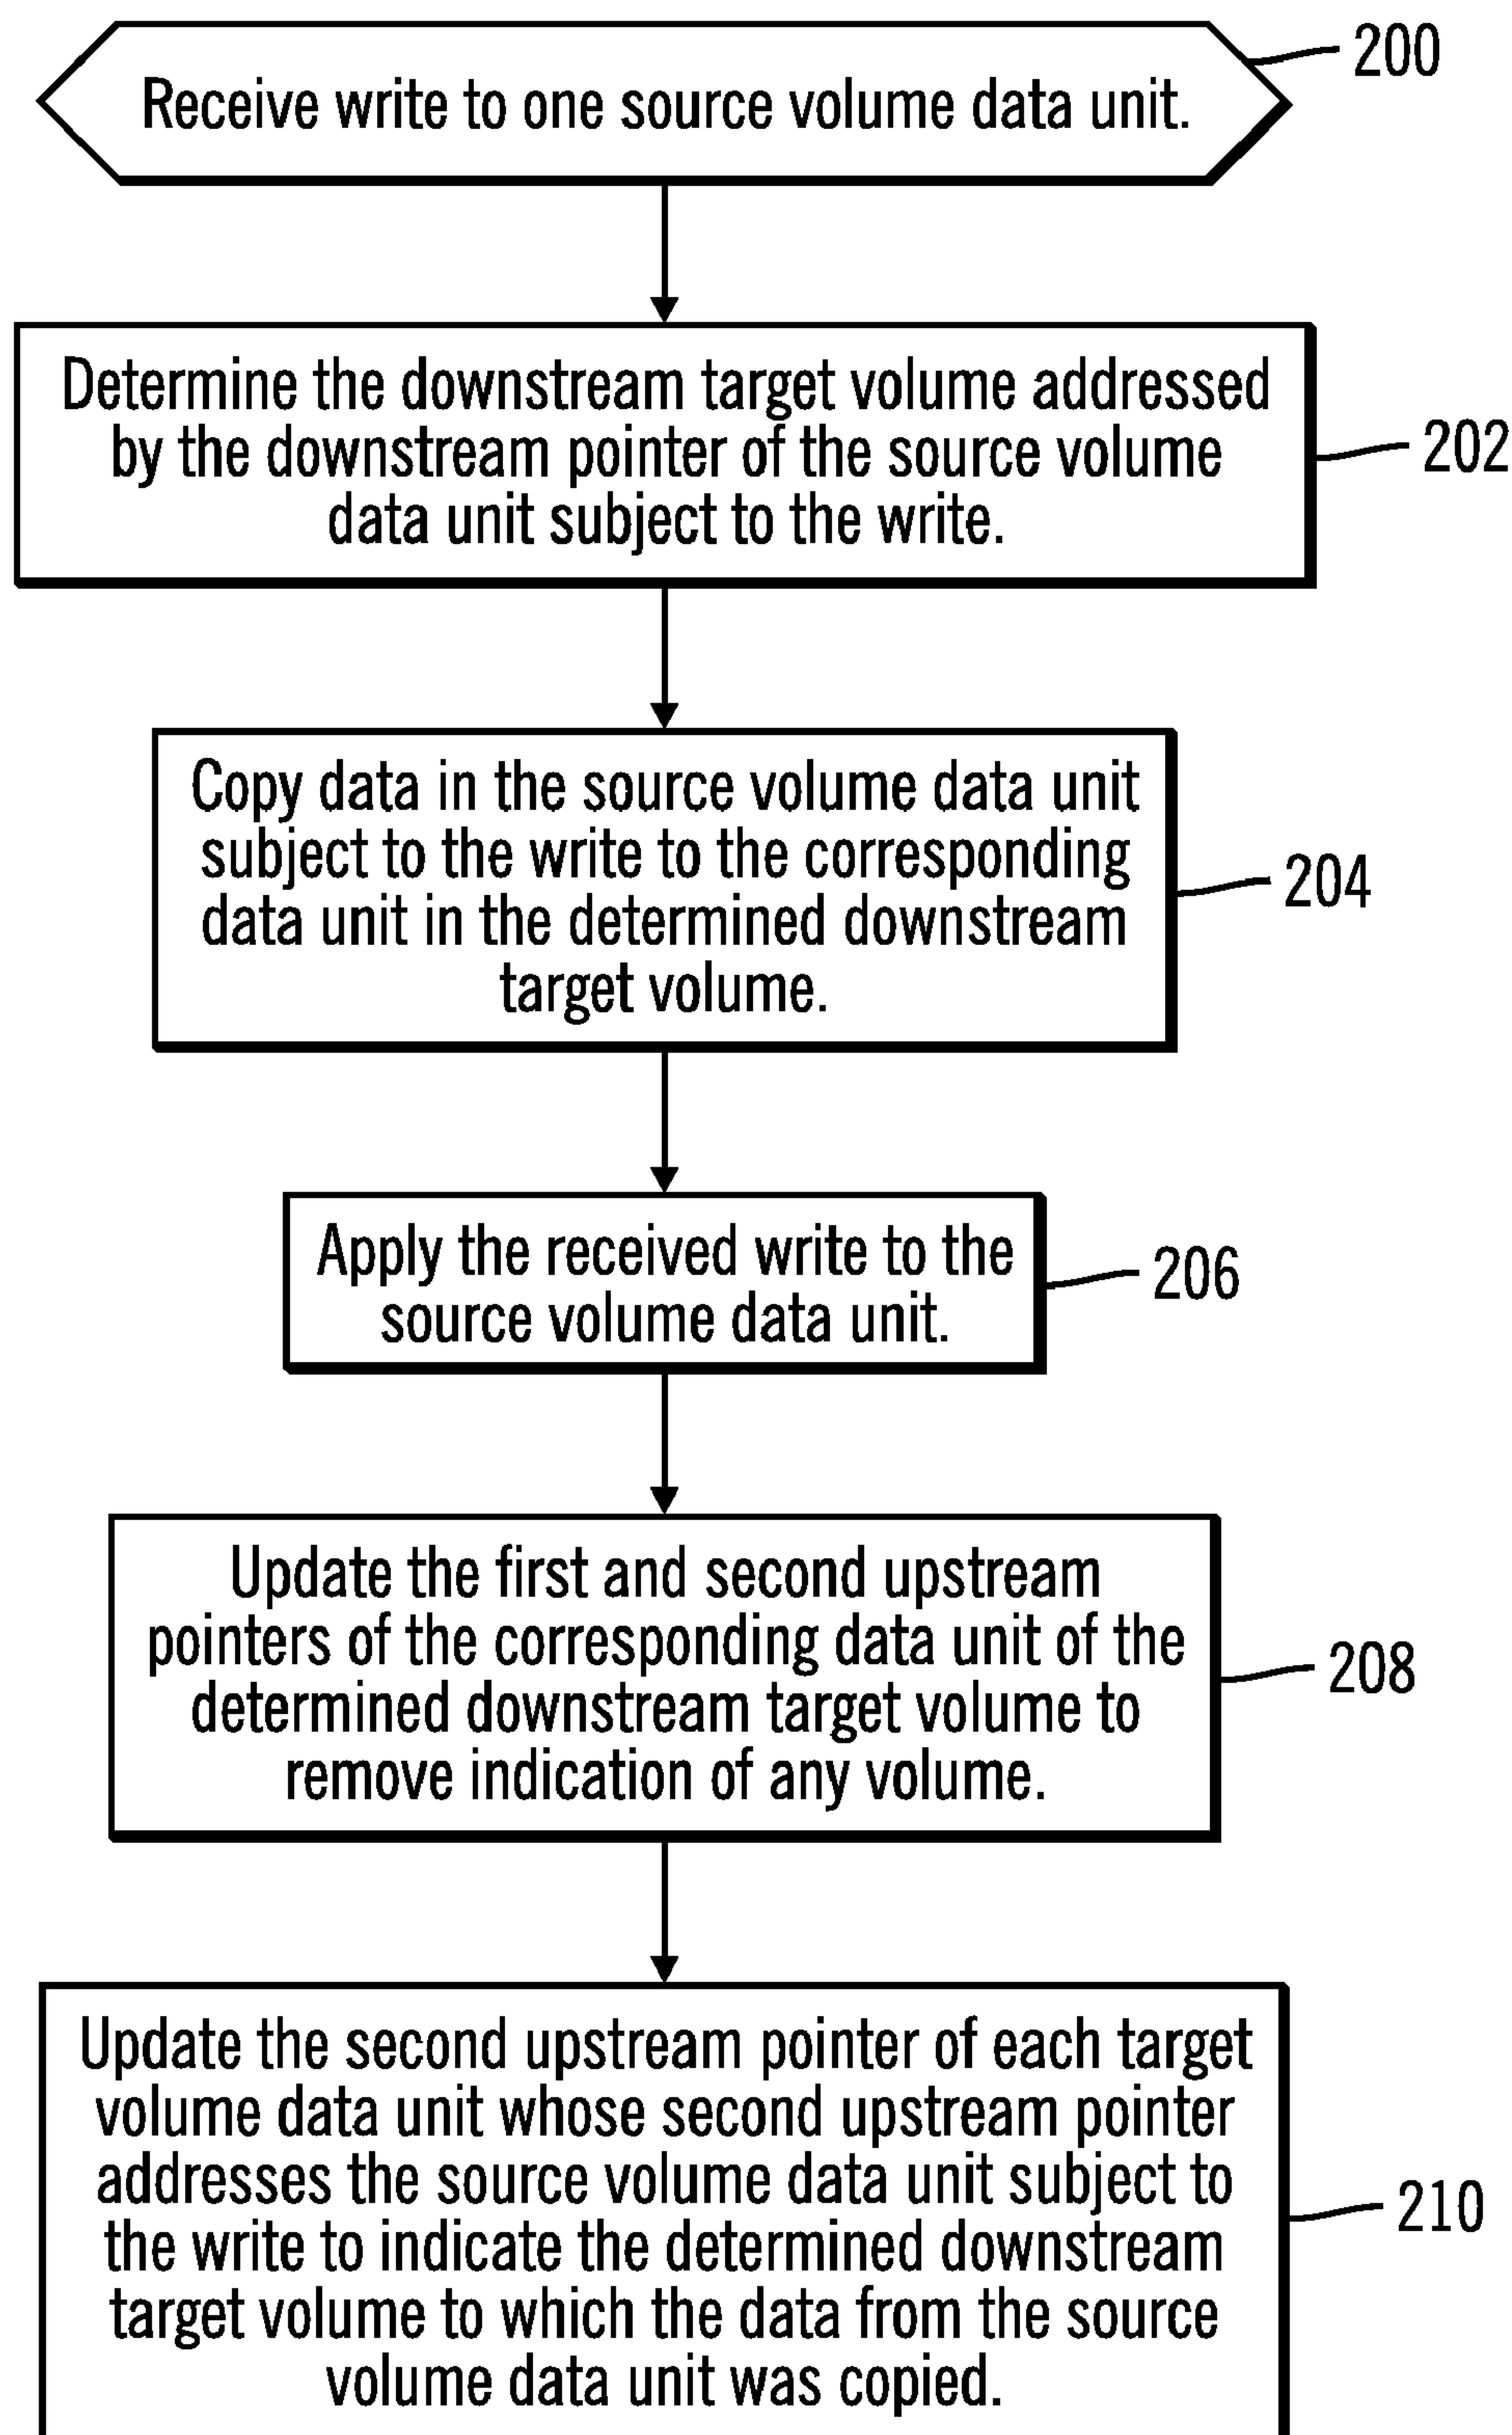 Receive write to one source volume data unit.
200
Determine the downstream target volume addressed
by the downstream pointer of the source volume
data unit subject to the write.
202
Copy data in the source volume data unit
subject to the write to the corresponding
data unit in the determined downstream
target volume.
204
Apply the received write to the
source volume data unit.
206
Update the first and second upstream
pointers of the corresponding data unit of the
determined downstream target volume to
remove indication of any volume.
208
Update the second upstream pointer of each target
volume data unit whose second upstream pointer
addresses the source volume data unit subject to
the write to indicate the determined downstream
target volume to which the data from the source
volume data unit was copied.
210